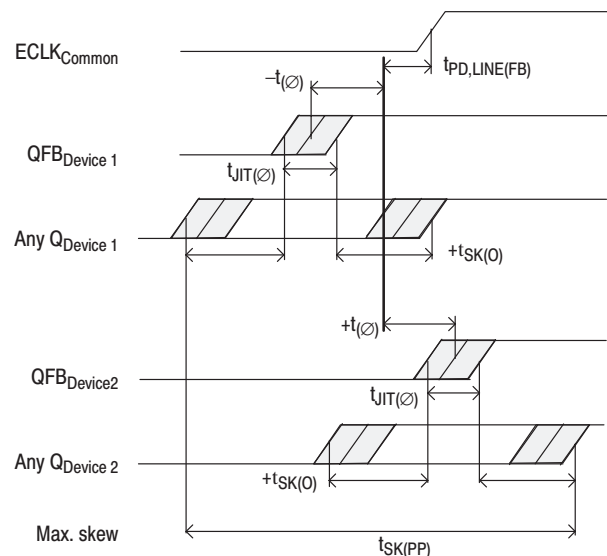 ECLKCommon
tPD,LINE(FB)
–t(∅)
QFBDevice 1
tJIT(∅)
Any QDevice 1
+tSK(O)
+t(∅)
QFBDevice2
tJIT(∅)
Any QDevice 2
+tSK(O)
Max. skew
tSK(PP)